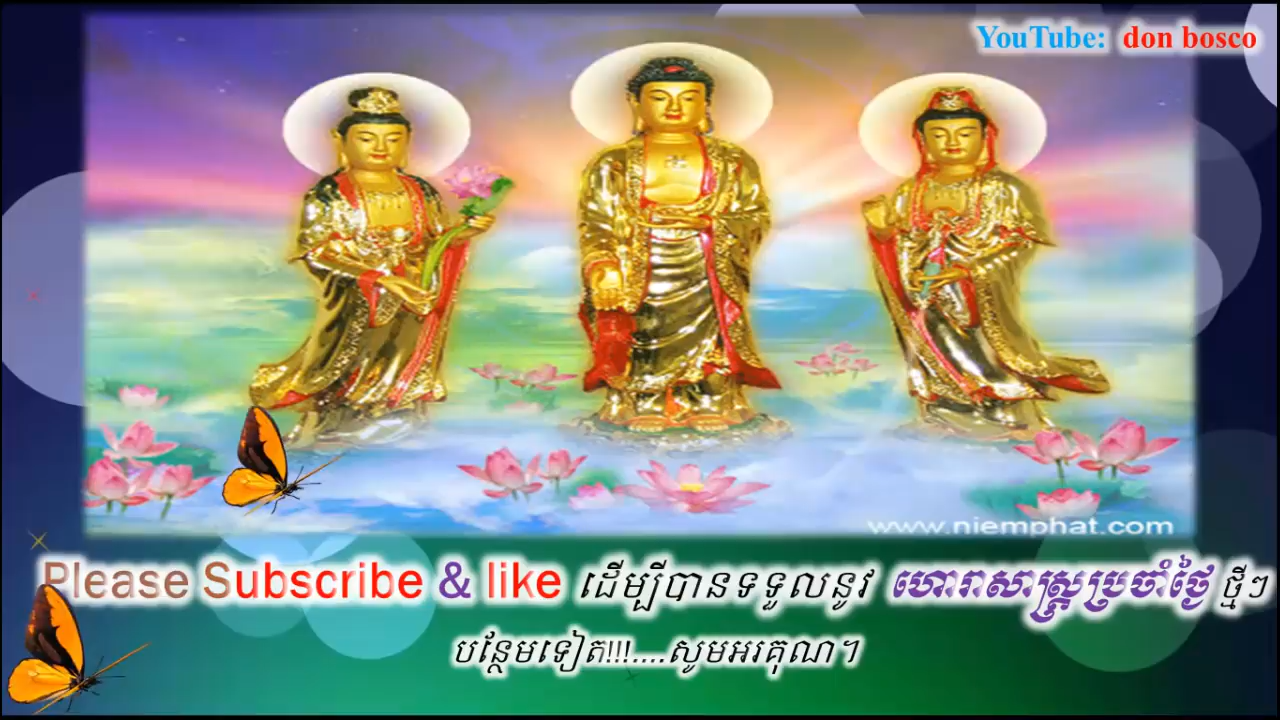 YouTube: don bosco
www.niemphat.com
Please Subscribe & like ដើម្បីបានទទួលនូវ ហោរាសាស្ត្រប្រចាំថ្ងៃ ថ្មីៗ
បន្ថែមទៀត!!!....សូមអរគុណ។